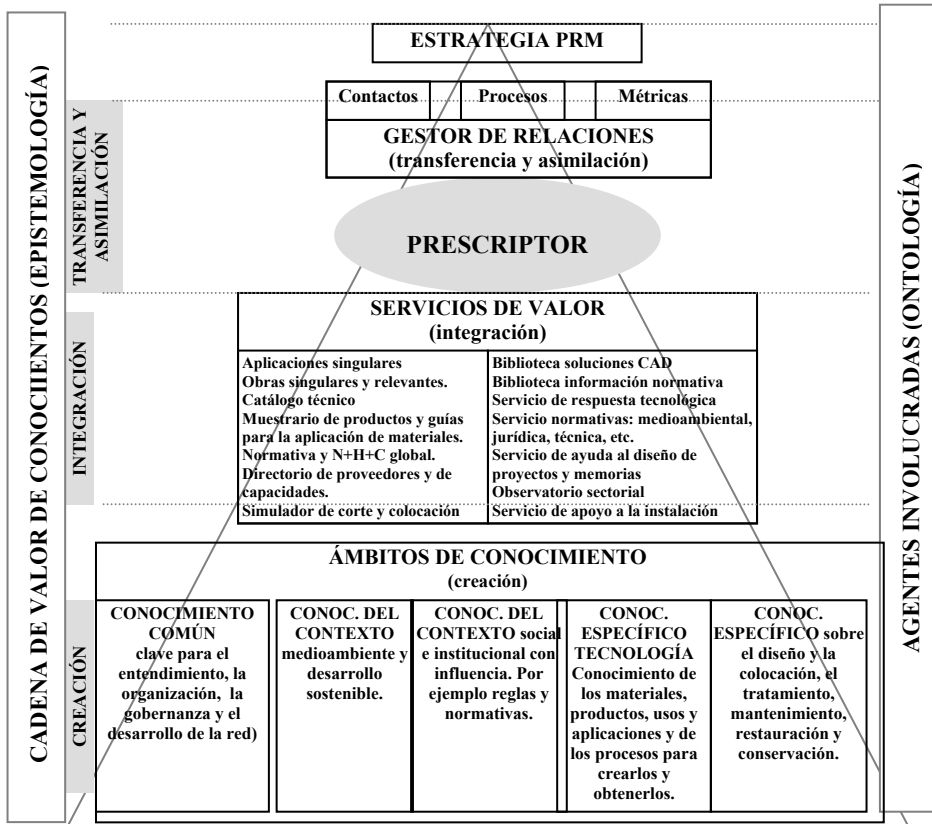 CADENA DE VALOR DE CONOCIIENTOS (EPISTEMOLOGÍA)
TRANSFERENCIA Y
ASIMILACIÓN
INTEGRACIÓN
CREACIÓN
ESTRATEGIA PRM
Contactos
Procesos
Métricas
GESTOR DE RELACIONES
(transferencia y asimilación)
PRESCRIPTOR
SERVICIOS DE VALOR
(integración)
Aplicaciones singulares
Obras singulares y relevantes.
Catálogo técnico
Muestrario de productos y guías
para la aplicación de materiales.
Normativa y N+H+C global.
Directorio de proveedores y de
capacidades.
Simulador de corte y colocación
Biblioteca soluciones CAD
Biblioteca información normativa
Servicio de respuesta tecnológica
Servicio normativas: medioambiental,
jurídica, técnica, etc.
Servicio de ayuda al diseño de
proyectos y memorias
Observatorio sectorial
Servicio de apoyo a la instalación
ÁMBITOS DE CONOCIMIENTO
(creación)
CONOCIMIENTO
COMÚN
clave para el
entendimiento, la
organización, la
gobernanza y el
desarrollo de la red)
CONOC. DEL
CONTEXTO
medioambiente y
desarrollo
sostenible.
CONOC. DEL
CONTEXTO social
e institucional con
influencia. Por
ejemplo reglas y
normativas.
CONOC.
ESPECÍFICO
TECNOLOGÍA
Conocimiento de
los materiales,
productos, usos y
aplicaciones y de
los procesos para
crearlos y
obtenerlos.
CONOC.
ESPECÍFICO sobre
el diseño y la
colocación, el
tratamiento,
mantenimiento,
restauración y
conservación.
AGENTES INVOLUCRADAS (ONTOLOGÍA)